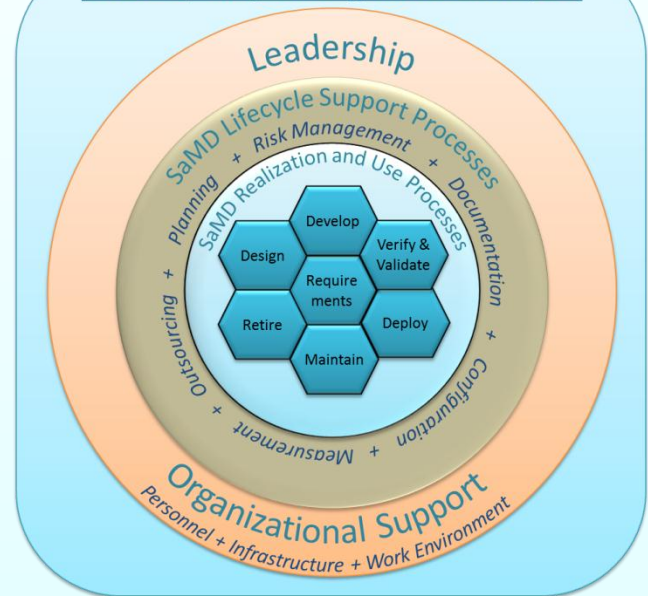 Leadership
SaMD Lifecycle Support Processes
Planning + Risk Management + Documentation + Configuration + Measurement + Outsourcing +
SaMD Realization and Use Processes
Develop
Design
Verify &
Validate
Require
ments
Retire
Deploy
Maintain
Organizational Support
Personnel + Infrastructure + Work Environment